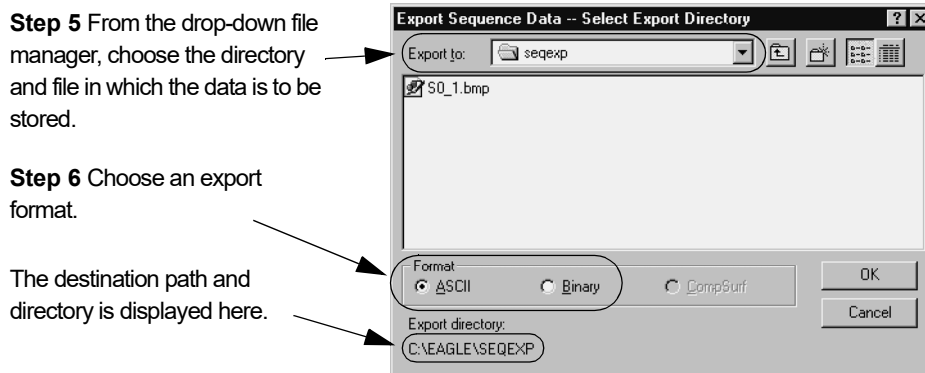 Step 5 From the drop-down file
manager, choose the directory
and file in which the data is to be
stored.
Step 6 Choose an export
format.
The destination path and
directory is displayed here.
Export Sequence Data -- Select Export Directory
Export to: seqexp
S0_1.bmp
Format
ASCII Binary CompSurf
OK
Cancel
Export directory:
C:\EAGLE\SEQEXP